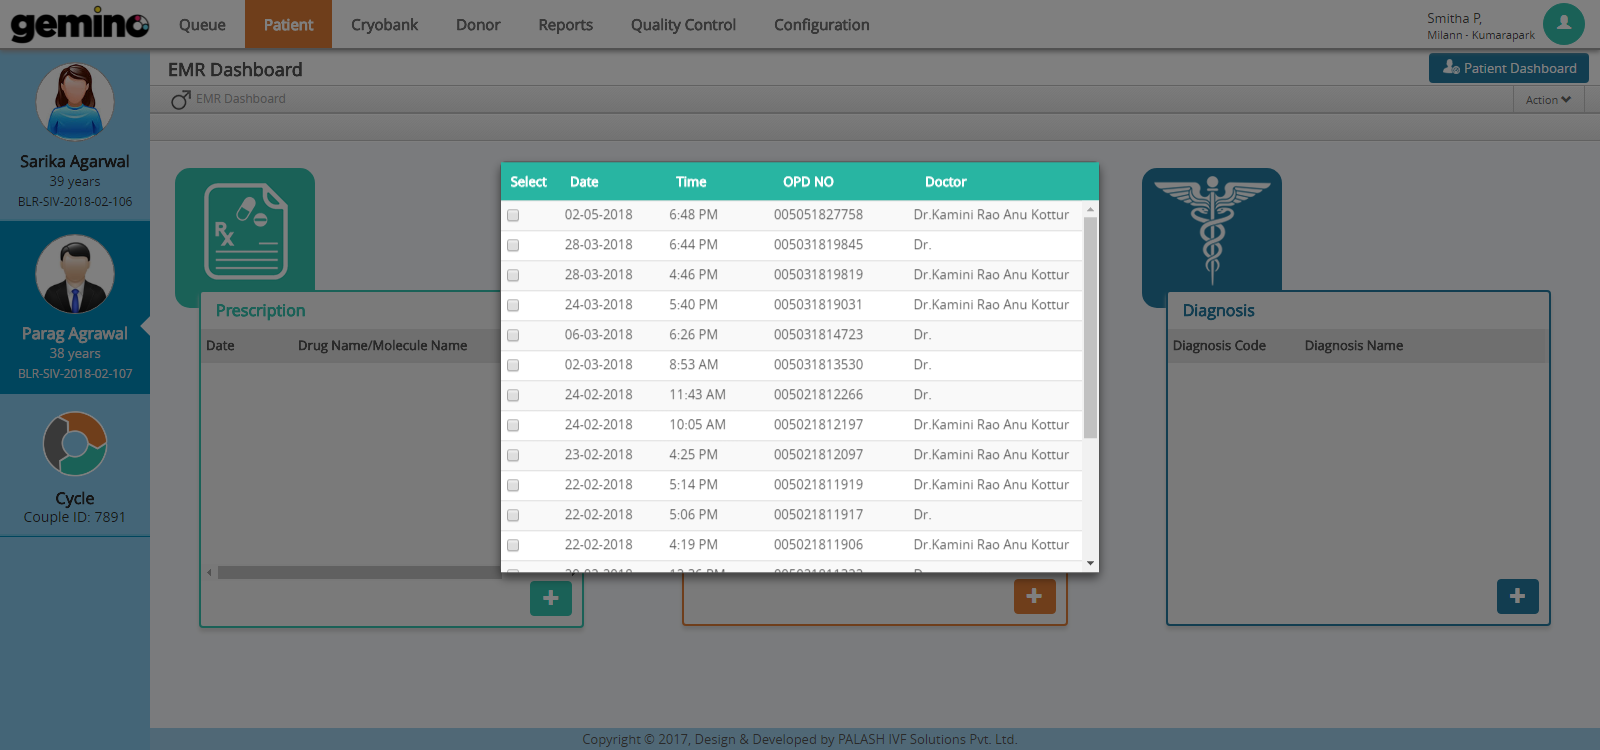 gemino Queue Patient Cryobank Donor Reports Quality Control Configuration
Smitha P,
Milann - Kumarapark
EMR Dashboard
Patient Dashboard
EMR Dashboard
Action
Sarika Agarwal
39 years
BLR-SIV-2018-02-106
Parag Agrawal
38 years
BLR-SIV-2018-02-107
Cycle
Couple ID: 7891
Rx
Prescription
Date Drug Name/Molecule Name
Select Date Time OPD NO Doctor
02-05-2018 6:48 PM 005051827758 Dr.Kamini Rao Anu Kottur
28-03-2018 6:44 PM 005031819845 Dr.
28-03-2018 4:46 PM 005031819819 Dr.Kamini Rao Anu Kottur
24-03-2018 5:40 PM 005031819031 Dr.Kamini Rao Anu Kottur
06-03-2018 6:26 PM 005031814723 Dr.
02-03-2018 8:53 AM 005031813530 Dr.
24-02-2018 11:43 AM 005021812266 Dr.
24-02-2018 10:05 AM 005021812197 Dr.Kamini Rao Anu Kottur
23-02-2018 4:25 PM 005021812097 Dr.Kamini Rao Anu Kottur
22-02-2018 5:14 PM 005021811919 Dr.Kamini Rao Anu Kottur
22-02-2018 5:06 PM 005021811917 Dr.
22-02-2018 4:19 PM 005021811906 Dr.Kamini Rao Anu Kottur
Diagnosis
Diagnosis Code Diagnosis Name
Copyright © 2017, Design & Developed by PALASH IVF Solutions Pvt. Ltd.